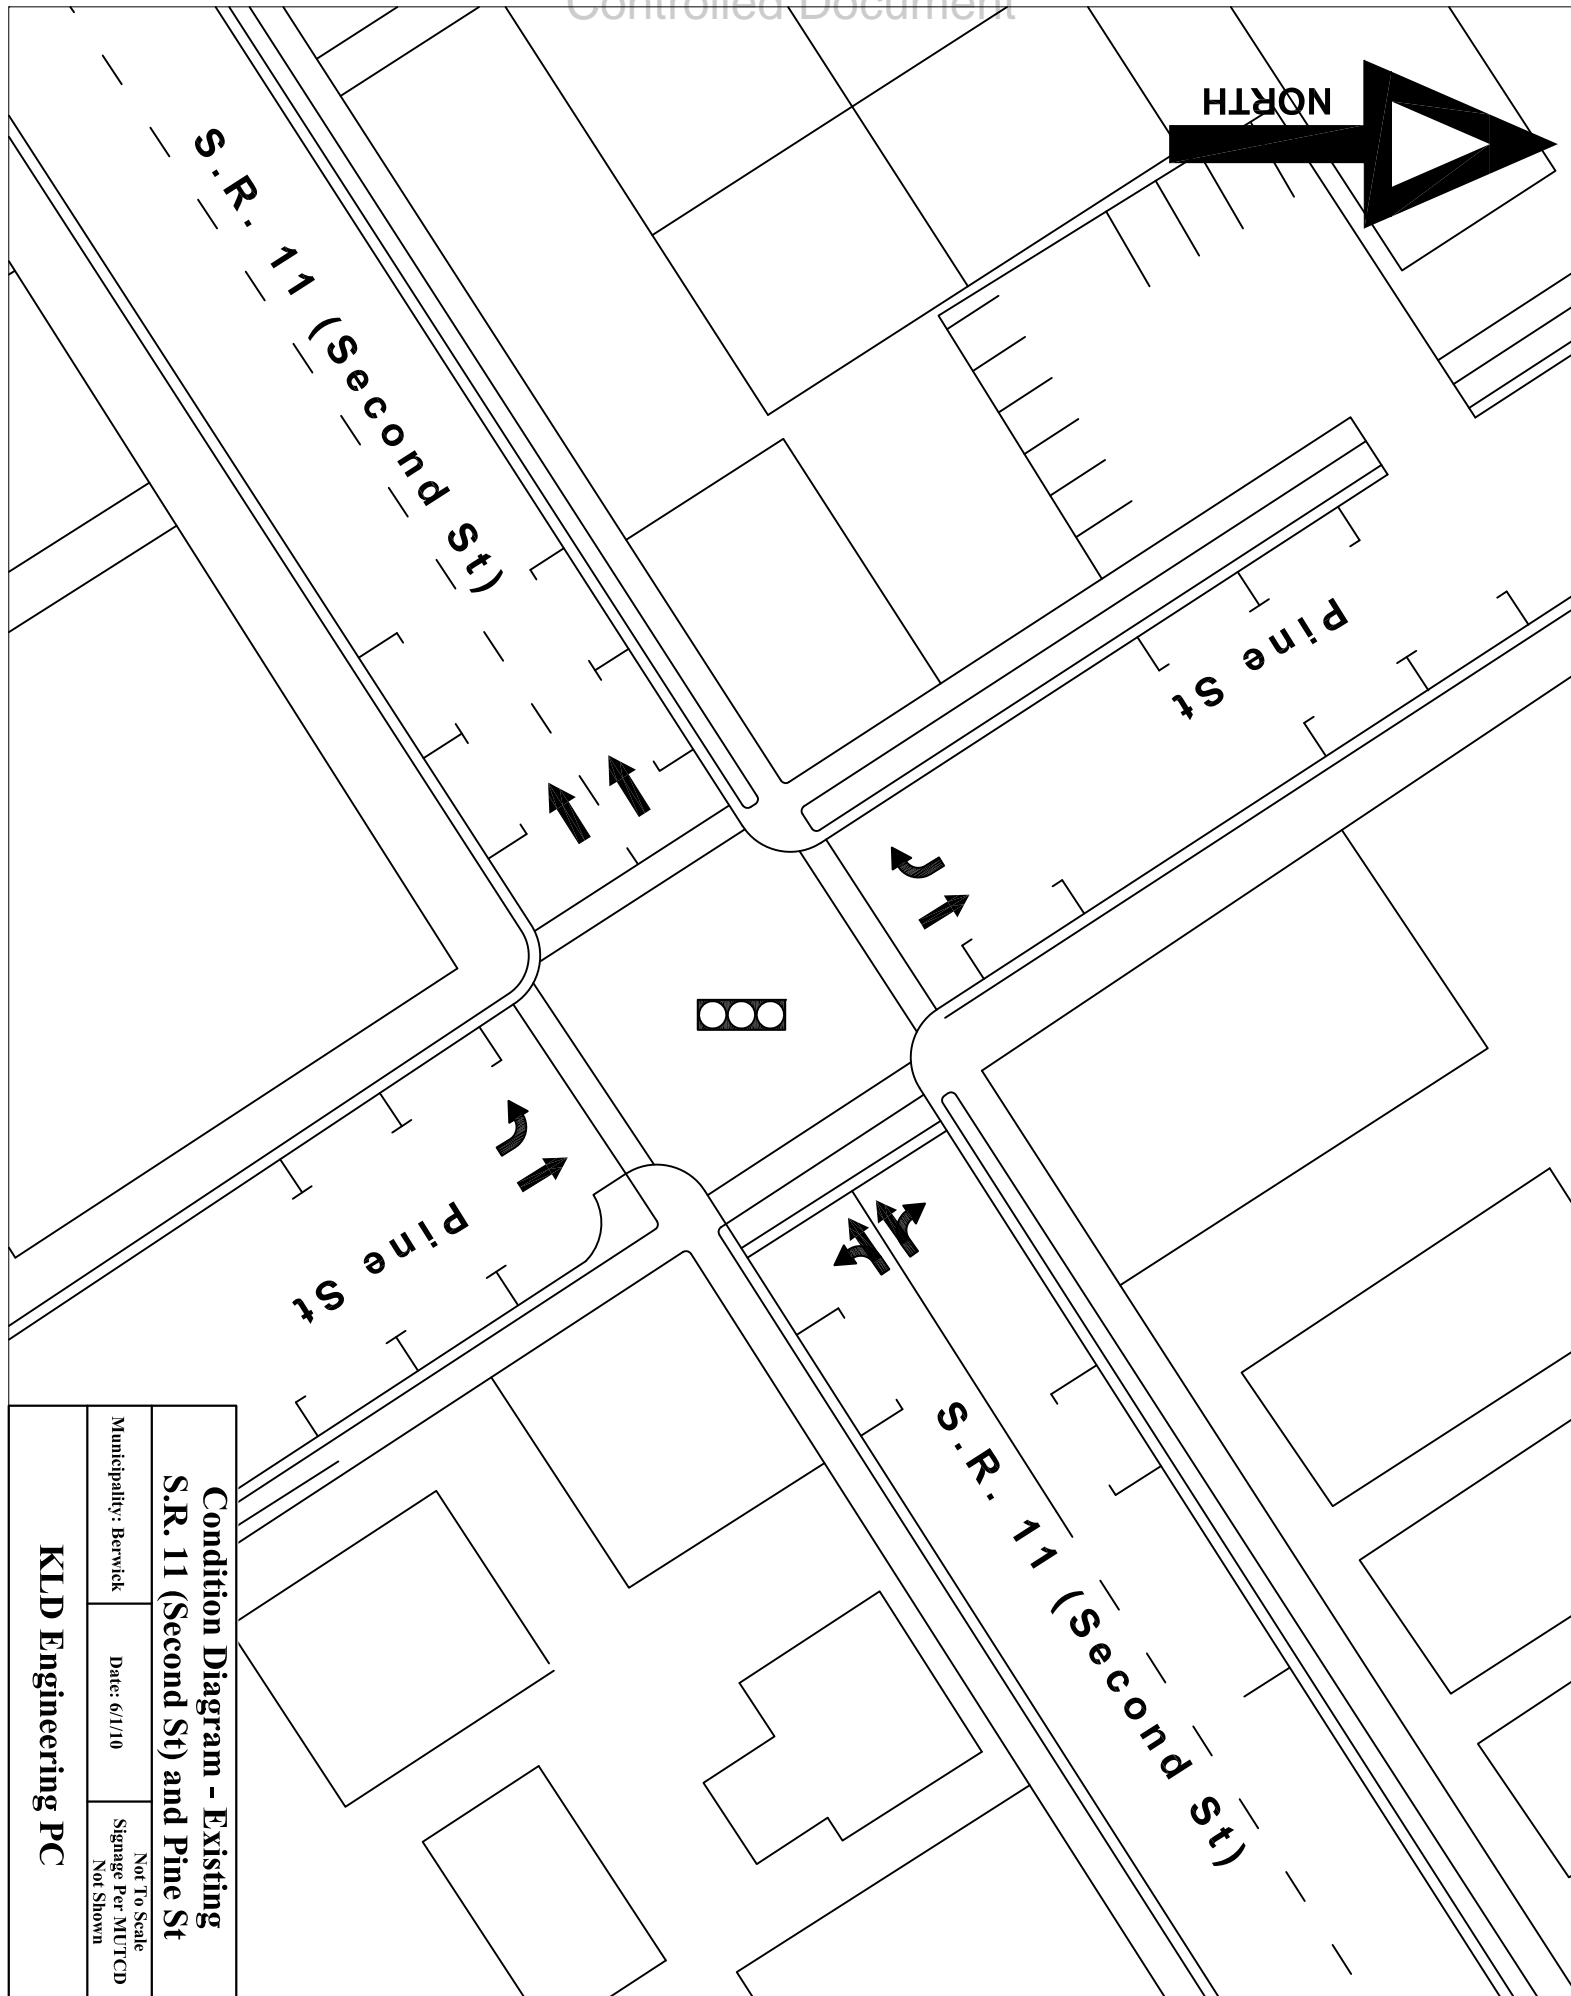 Controlled Document
NORTH
S.R. 11 (Second St)
Pine St
Pine St
S.R. 11 (Second St)
Condition Diagram - Existing
S.R. 11 (Second St) and Pine St
Municipality: Berwick
Date: 6/1/10
Not To Scale
Signage Per MUTCD
Not Shown
KLD Engineering PC